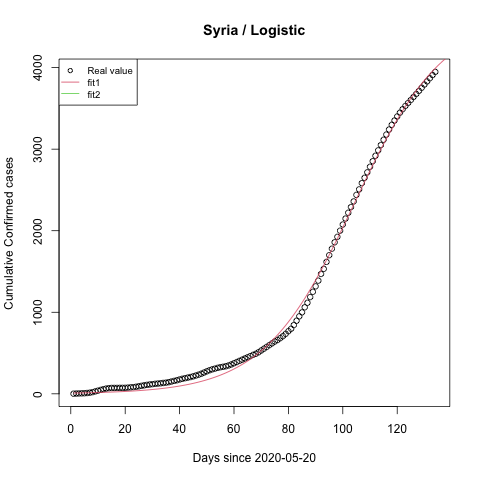 Syria / Logistic
Real value
fit1
fit2
Cumulative Confirmed cases
0
1000
2000
3000
4000
0 20 40 60 80 100 120
Days since 2020-05-20